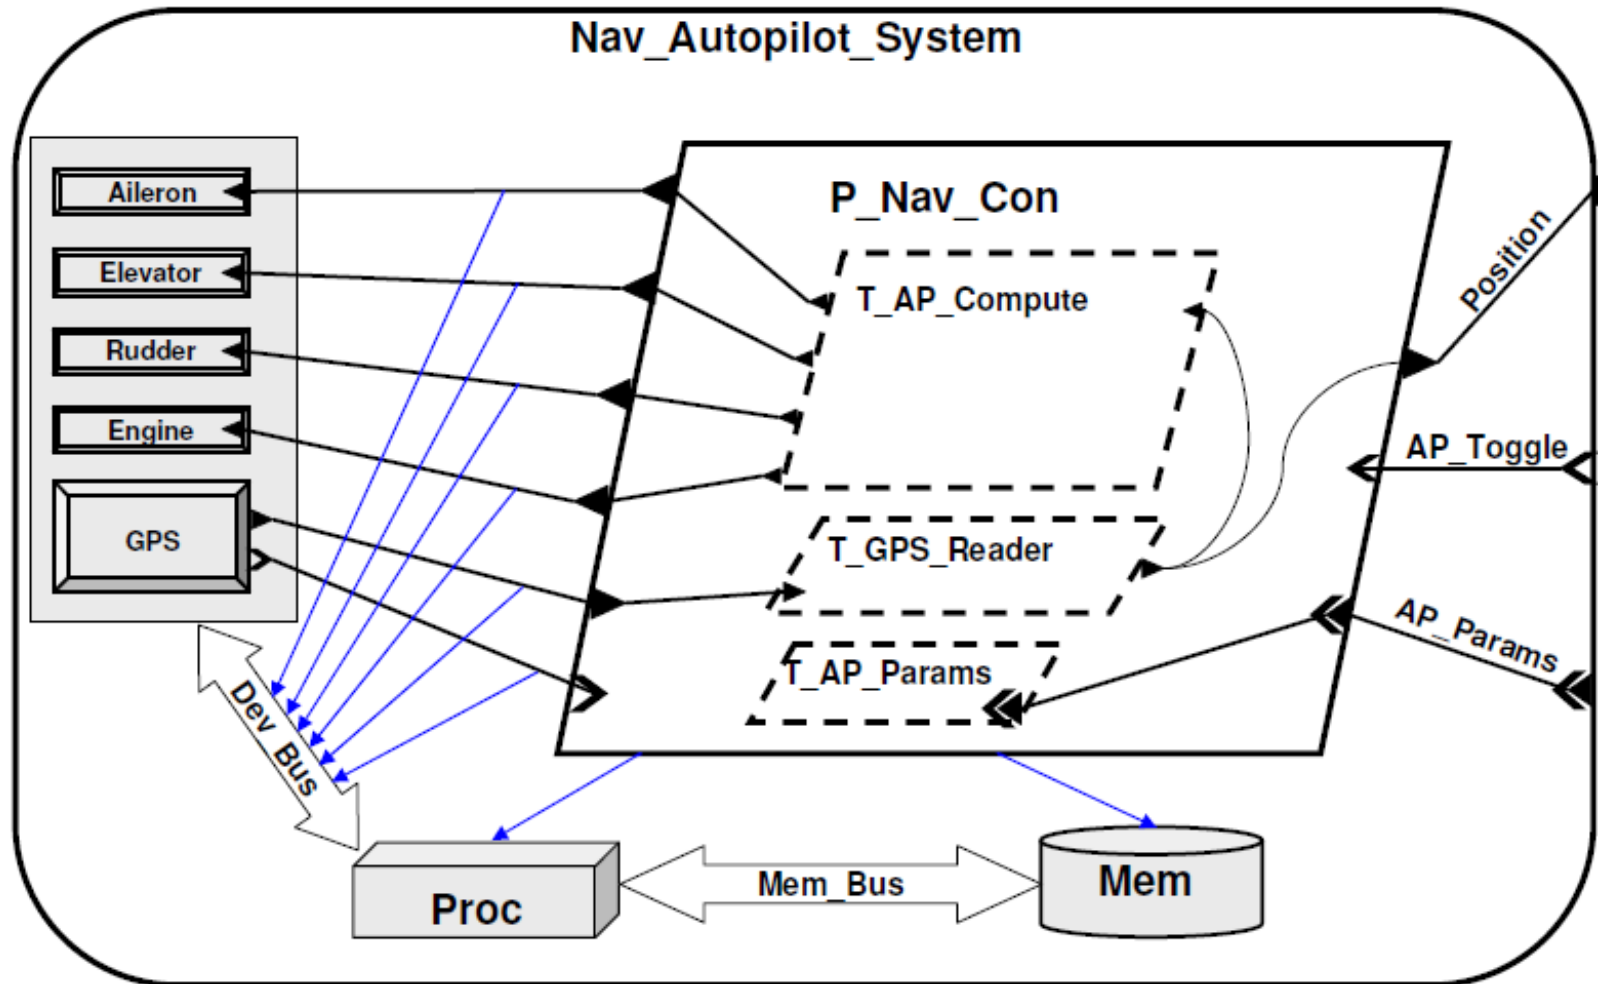 Nav_Autopilot_System
Aileron
Elevator
Rudder
Engine
GPS
P_Nav_Con
T_AP_Compute
T_GPS_Reader
T_AP_Params
Position
AP_Toggle
AP_Params
Dev_Bus
Proc
Mem_Bus
Mem